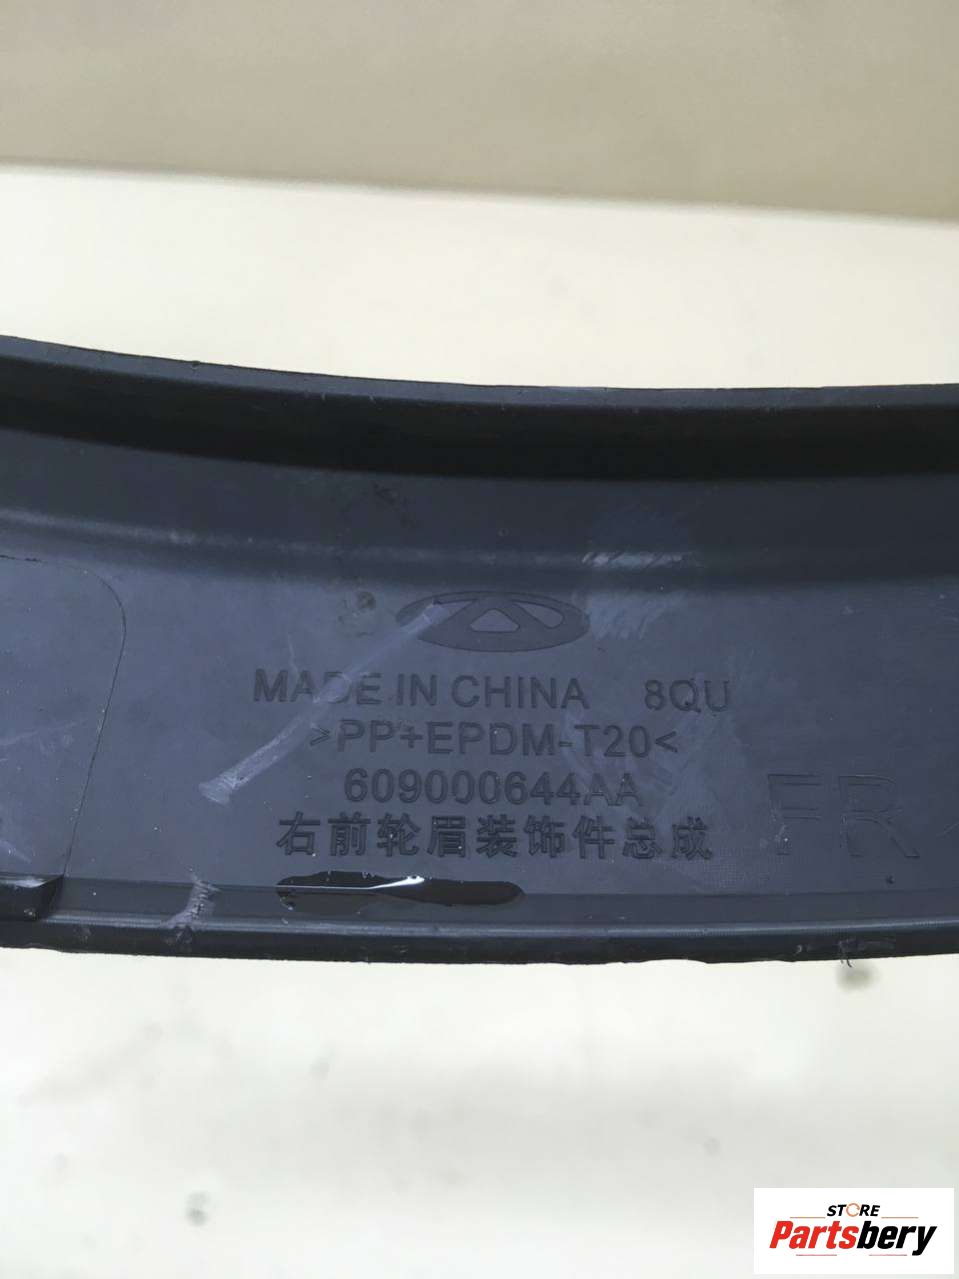 MADE IN CHINA 8QU
>PP+EPDM-T20<
609000644AA
右前轮眉装饰件总成
FR
STORE
Partsbery